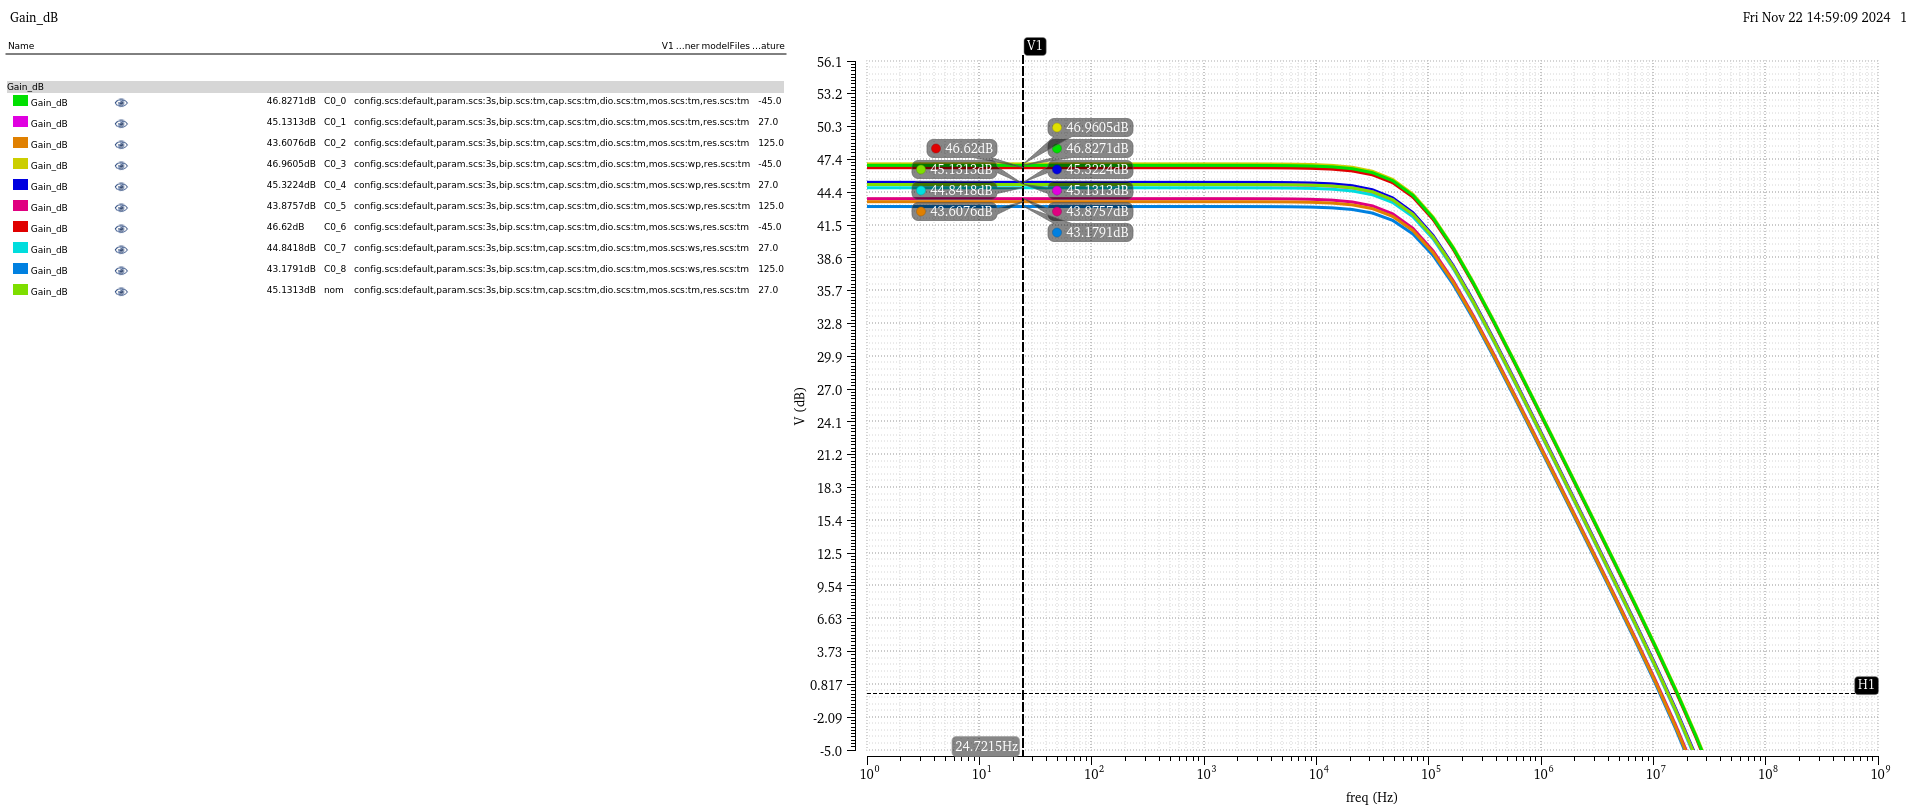 Gain_dB
Fri Nov 22 14:59:09 2024 1
Name V1 ...ner modelFiles ...ature
Gain_dB
Gain_dB 46.8271dB C0_0 config.scs:default,param.scs:3s,bip.scs:tm,cap.scs:tm,dio.scs:tm,mos.scs:tm,res.scs:tm -45.0
Gain_dB 45.1313dB C0_1 config.scs:default,param.scs:3s,bip.scs:tm,cap.scs:tm,dio.scs:tm,mos.scs:tm,res.scs:tm 27.0
Gain_dB 43.6076dB C0_2 config.scs:default,param.scs:3s,bip.scs:tm,cap.scs:tm,dio.scs:tm,mos.scs:tm,res.scs:tm 125.0
Gain_dB 46.9605dB C0_3 config.scs:default,param.scs:3s,bip.scs:tm,cap.scs:tm,dio.scs:tm,mos.scs:wp,res.scs:tm -45.0
Gain_dB 45.3224dB C0_4 config.scs:default,param.scs:3s,bip.scs:tm,cap.scs:tm,dio.scs:tm,mos.scs:wp,res.scs:tm 27.0
Gain_dB 43.8757dB C0_5 config.scs:default,param.scs:3s,bip.scs:tm,cap.scs:tm,dio.scs:tm,mos.scs:wp,res.scs:tm 125.0
Gain_dB 46.62dB C0_6 config.scs:default,param.scs:3s,bip.scs:tm,cap.scs:tm,dio.scs:tm,mos.scs:ws,res.scs:tm -45.0
Gain_dB 44.8418dB C0_7 config.scs:default,param.scs:3s,bip.scs:tm,cap.scs:tm,dio.scs:tm,mos.scs:ws,res.scs:tm 27.0
Gain_dB 43.1791dB C0_8 config.scs:default,param.scs:3s,bip.scs:tm,cap.scs:tm,dio.scs:tm,mos.scs:ws,res.scs:tm 125.0
Gain_dB 45.1313dB nom config.scs:default,param.scs:3s,bip.scs:tm,cap.scs:tm,dio.scs:tm,mos.scs:tm,res.scs:tm 27.0
V1
56.1
53.2
50.3
47.4
44.4
41.5
38.6
35.7
32.8
29.9
27.0
24.1
21.2
18.3
15.4
12.5
9.54
6.63
3.73
0.817
-2.09
-5.0
V (dB)
46.9605dB
46.62dB 46.8271dB
45.1313dB 45.3224dB
44.8418dB 45.1313dB
43.6076dB 43.8757dB
43.1791dB
H1
24.7215Hz
10⁰ 10¹ 10² 10³ 10⁴ 10⁵ 10⁶ 10⁷ 10⁸ 10⁹
freq (Hz)